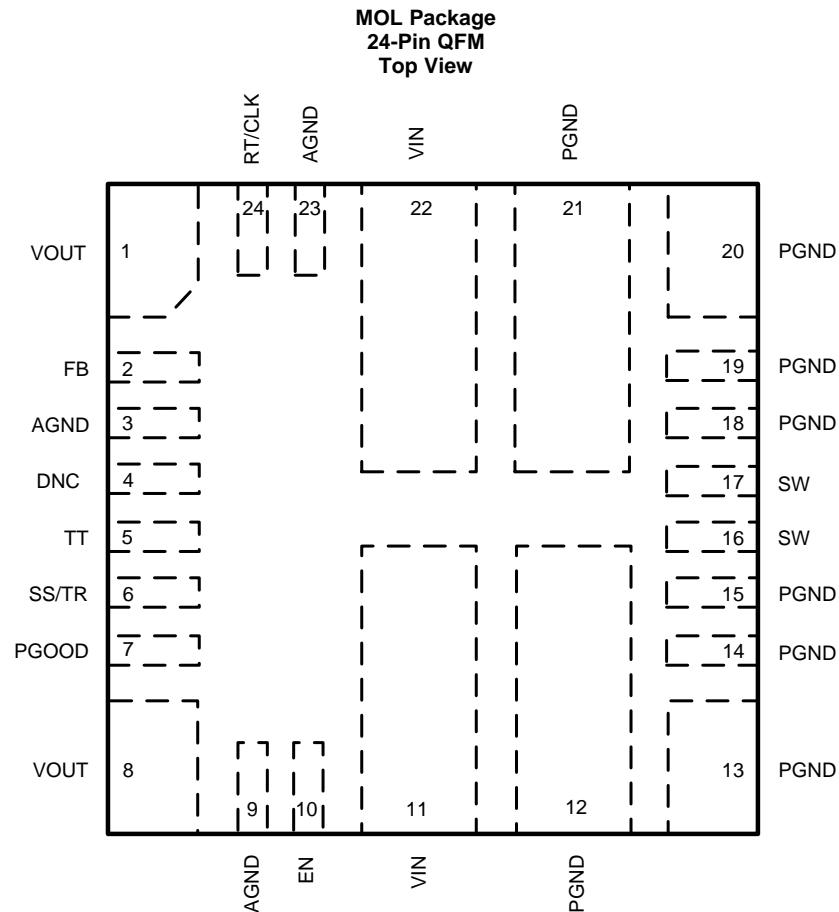 MOL Package
24-Pin QFM
Top View
RT/CLK
AGND
VIN
PGND
24
23
22
21
VOUT 1
20 PGND
FB 2
19 PGND
AGND 3
18 PGND
DNC 4
17 SW
TT 5
16 SW
SS/TR 6
15 PGND
PGOOD 7
14 PGND
VOUT 8
13 PGND
9
10
11
12
AGND
EN
VIN
PGND